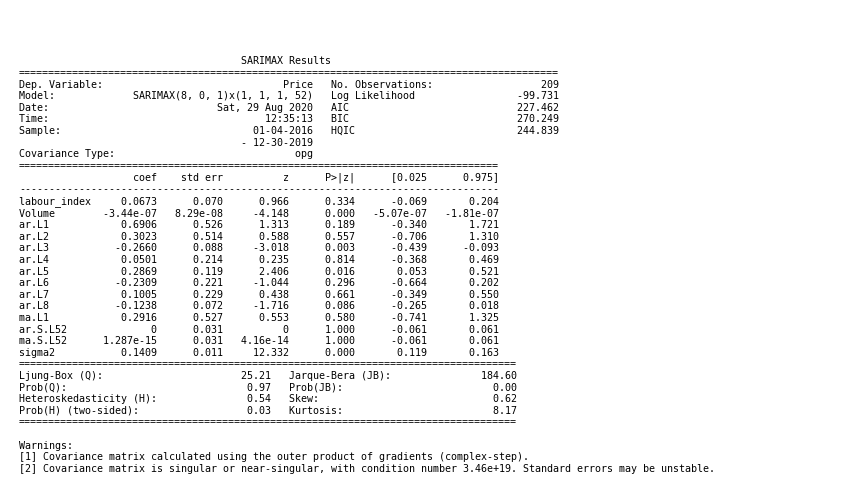 SARIMAX Results
==========================================================================================
Dep. Variable: Price No. Observations: 209
Model: SARIMAX(8, 0, 1)x(1, 1, 1, 52) Log Likelihood -99.731
Date: Sat, 29 Aug 2020 AIC 227.462
Time: 12:35:13 BIC 270.249
Sample: 01-04-2016 HQIC 244.839
- 12-30-2019
Covariance Type: opg
================================================================================
coef std err z P>|z| [0.025 0.975]
--------------------------------------------------------------------------------
labour_index 0.0673 0.070 0.966 0.334 -0.069 0.204
Volume -3.44e-07 8.29e-08 -4.148 0.000 -5.07e-07 -1.81e-07
ar.L1 0.6906 0.526 1.313 0.189 -0.340 1.721
ar.L2 0.3023 0.514 0.588 0.557 -0.706 1.310
ar.L3 -0.2660 0.088 -3.018 0.003 -0.439 -0.093
ar.L4 0.0501 0.214 0.235 0.814 -0.368 0.469
ar.L5 0.2869 0.119 2.406 0.016 0.053 0.521
ar.L6 -0.2309 0.221 -1.044 0.296 -0.664 0.202
ar.L7 0.1005 0.229 0.438 0.661 -0.349 0.550
ar.L8 -0.1238 0.072 -1.716 0.086 -0.265 0.018
ma.L1 0.2916 0.527 0.553 0.580 -0.741 1.325
ar.S.L52 0 0.031 0 1.000 -0.061 0.061
ma.S.L52 1.287e-15 0.031 4.16e-14 1.000 -0.061 0.061
sigma2 0.1409 0.011 12.332 0.000 0.119 0.163
===================================================================================
Ljung-Box (Q): 25.21 Jarque-Bera (JB): 184.60
Prob(Q): 0.97 Prob(JB): 0.00
Heteroskedasticity (H): 0.54 Skew: 0.62
Prob(H) (two-sided): 0.03 Kurtosis: 8.17
===================================================================================
Warnings:
[1] Covariance matrix calculated using the outer product of gradients (complex-step).
[2] Covariance matrix is singular or near-singular, with condition number 3.46e+19. Standard errors may be unstable.